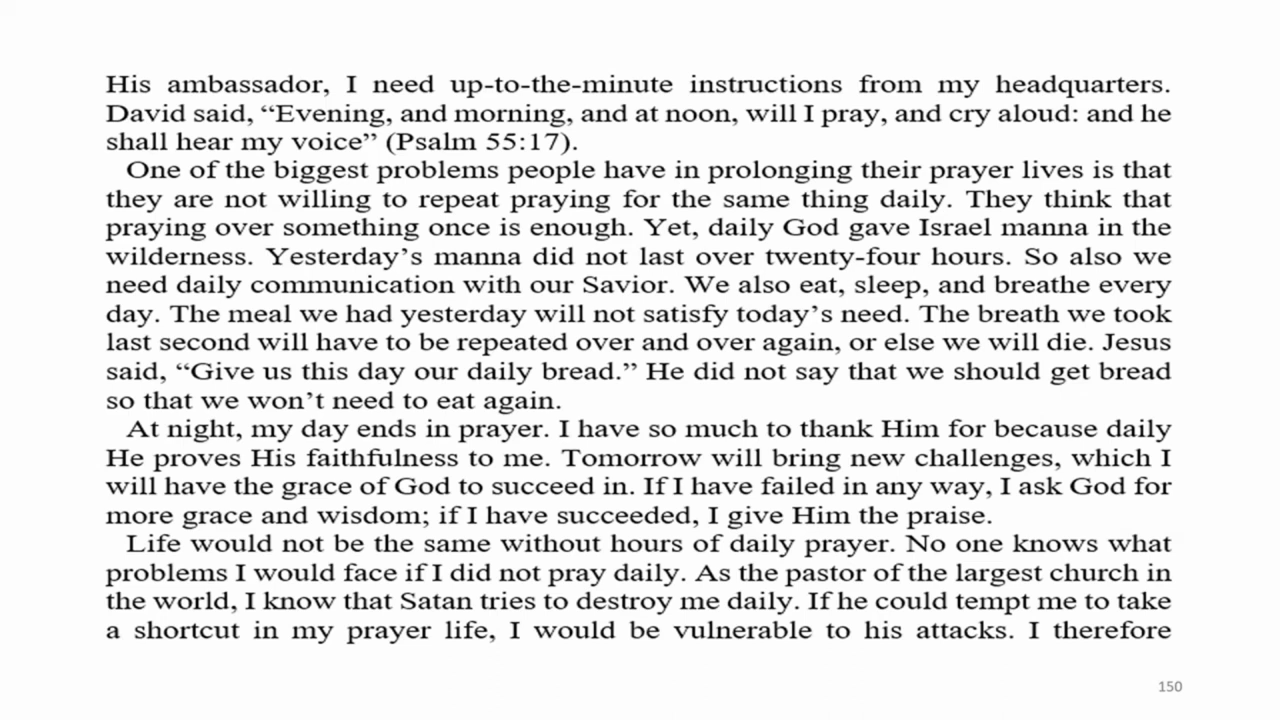 His ambassador, I need up-to-the-minute instructions from my headquarters.
David said, “Evening, and morning, and at noon, will I pray, and cry aloud: and he
shall hear my voice” (Psalm 55:17).
One of the biggest problems people have in prolonging their prayer lives is that
they are not willing to repeat praying for the same thing daily. They think that
praying over something once is enough. Yet, daily God gave Israel manna in the
wilderness. Yesterday’s manna did not last over twenty-four hours. So also we
need daily communication with our Savior. We also eat, sleep, and breathe every
day. The meal we had yesterday will not satisfy today’s need. The breath we took
last second will have to be repeated over and over again, or else we will die. Jesus
said, “Give us this day our daily bread.” He did not say that we should get bread
so that we won’t need to eat again.
At night, my day ends in prayer. I have so much to thank Him for because daily
He proves His faithfulness to me. Tomorrow will bring new challenges, which I
will have the grace of God to succeed in. If I have failed in any way, I ask God for
more grace and wisdom; if I have succeeded, I give Him the praise.
Life would not be the same without hours of daily prayer. No one knows what
problems I would face if I did not pray daily. As the pastor of the largest church in
the world, I know that Satan tries to destroy me daily. If he could tempt me to take
a shortcut in my prayer life, I would be vulnerable to his attacks. I therefore
150